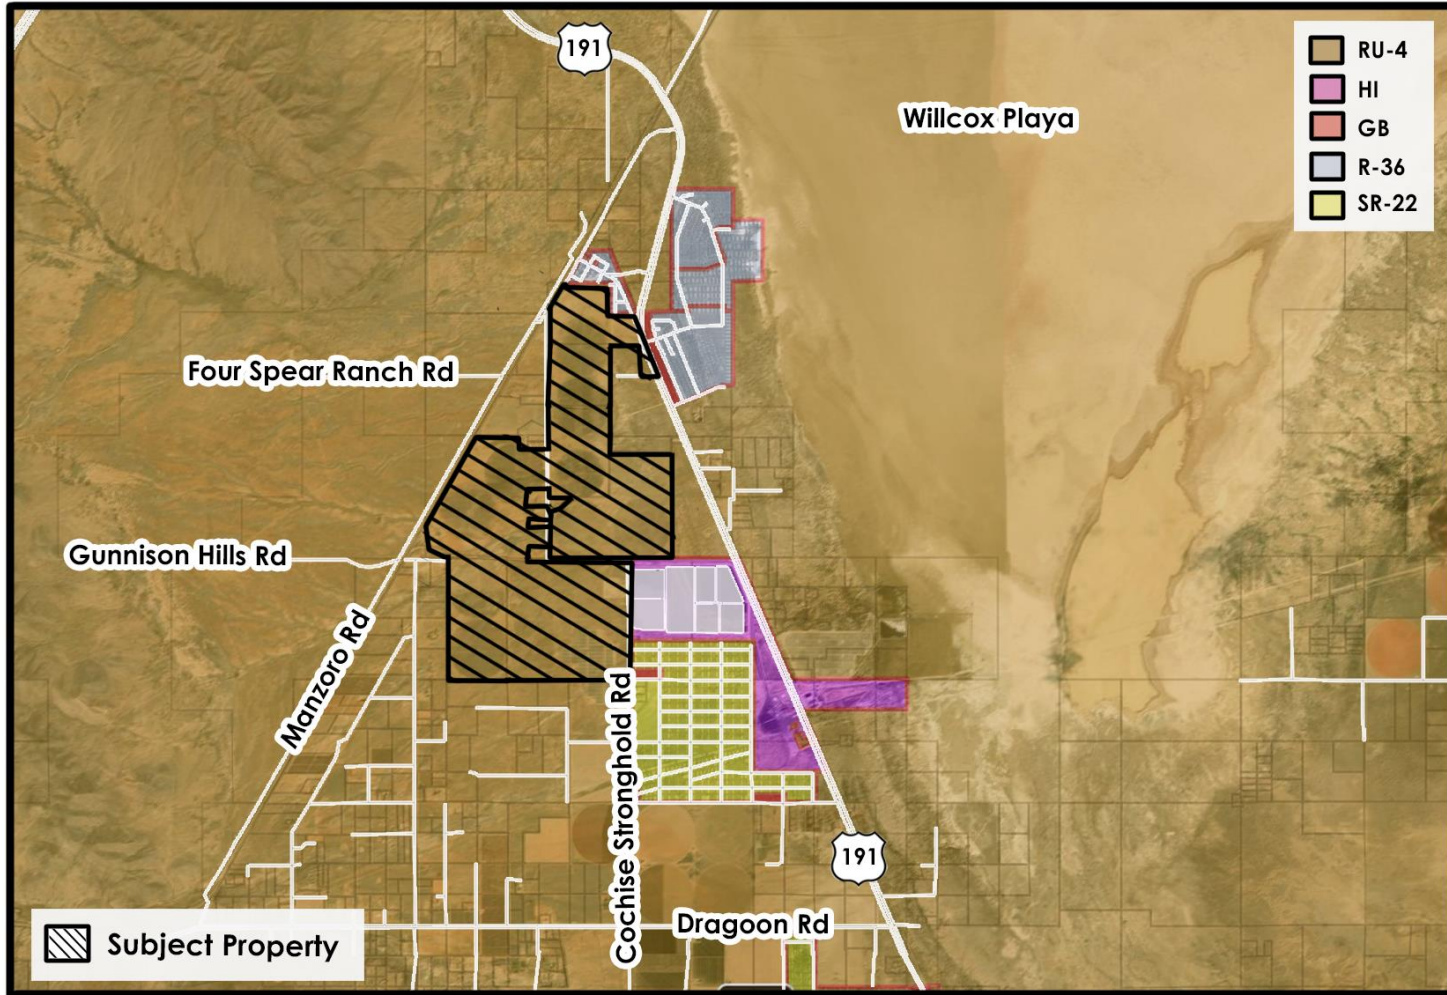 191
RU-4
HI
GB
R-36
SR-22
Willcox Playa
Four Spear Ranch Rd
Gunnison Hills Rd
Manzoro Rd
Cochise Stronghold Rd
191
Dragoon Rd
Subject Property